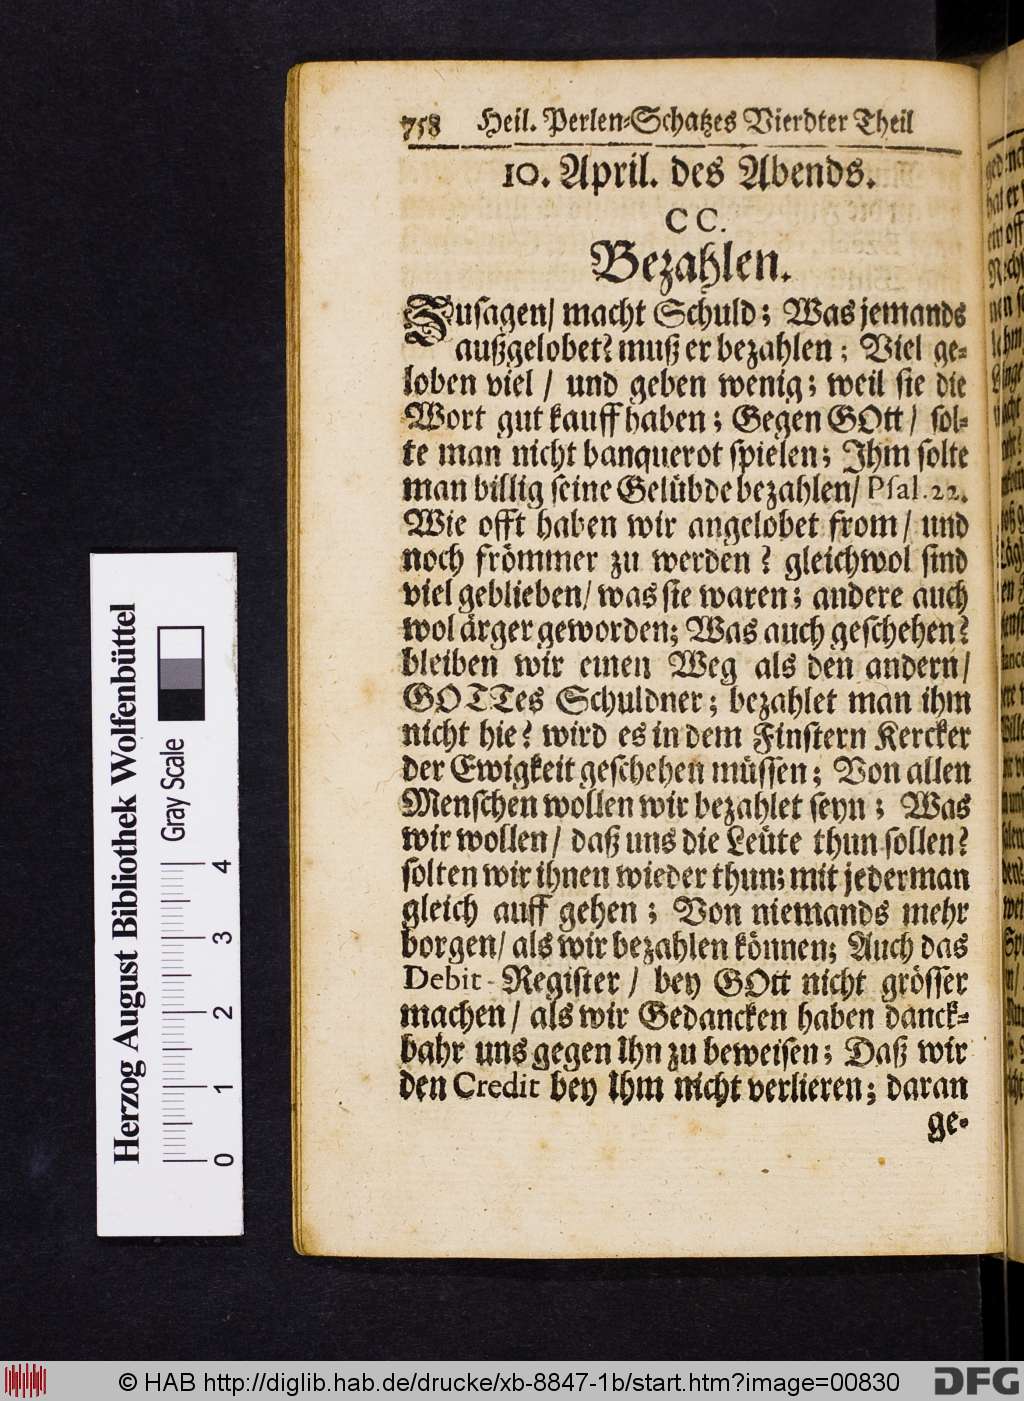 758 Heil. Perlen-Schatzes Vierdter Theil
10. April. des Abends.
CC.
Bezahlen.
Zusagen/ macht Schuld; Was jemands
außgelobet? muß er bezahlen; Viel ge-
loben viel / und geben wenig; weil sie die
Wort gut kauff haben; Gegen GOtt/ sol-
te man nicht banquerot spielen; Ihm solte
man billig seine Gelübde bezahlen/ Psal. 22.
Wie offt haben wir angelobet from/ und
noch frömmer zu werden? gleichwol sind
viel geblieben/ was sie waren; andere auch
wol ärger geworden; Was auch geschehen?
bleiben wir einen Weg als den andern/
GOTTes Schuldner; bezahlet man ihm
nicht hie? wird es in dem Finstern Kercker
der Ewigkeit geschehen müssen; Von allen
Menschen wollen wir bezahlet seyn; Was
wir wollen/ daß uns die Leüte thun sollen?
solten wir ihnen wieder thun; mit jederman
gleich auff gehen; Von niemands mehr
borgen/ als wir bezahlen können; Auch das
Debit-Register/ bey GOtt nicht grösser
machen/ als wir Gedancken haben danck-
bahr uns gegen Ihn zu beweisen; Daß wir
den Credit bey Ihm nicht verlieren; daran
ge-
Herzog August Bibliothek Wolfenbüttel
Gray Scale
0 1 2 3 4
© HAB http://diglib.hab.de/drucke/xb-8847-1b/start.htm?image=00830
DFG